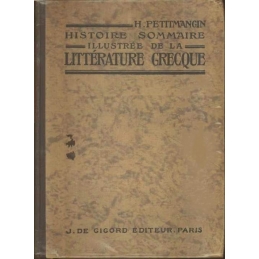 H. PETITMANGIN
HISTOIRE SOMMAIRE
ILLUSTRÉE DE LA
LITTÉRATURE GRECQUE
J. DE GIGORD ÉDITEUR PARIS